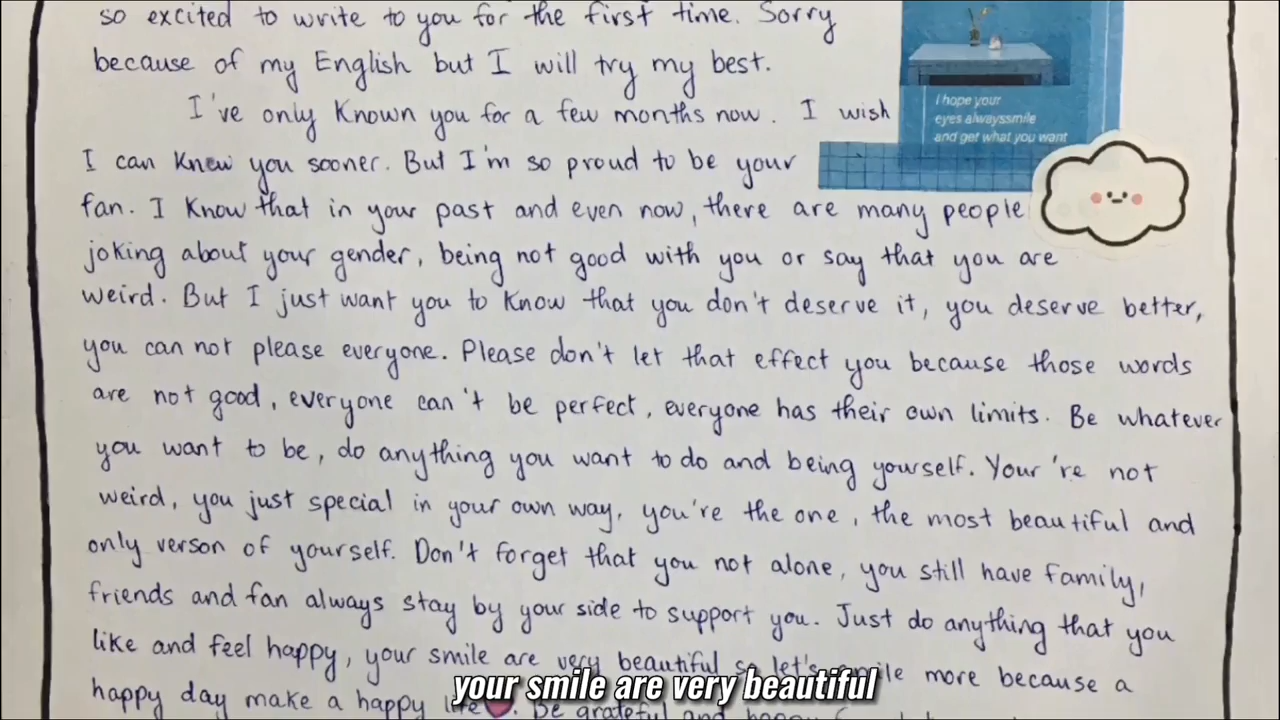 so excited to write to you for the first time. Sorry
because of my English but I will try my best.
I've only Known you for a few months now. I wish
I can Knew you sooner. But I'm so proud to be your
fan. I Know that in your past and even now, there are many people
joking about your gender, being not good with you or say that you are
weird. But I just want you to Know that you don't deserve it, you deserve better,
you can not please everyone. Please don't let that effect you because those words
are not good, everyone can't be perfect, everyone has their own limits. Be whatever
you want to be, do anything you want to do and being yourself. Your're not
weird, you just special in your own way, you're the one, the most beautiful and
only verson of yourself. Don't forget that you not alone, you still have family,
friends and fan always stay by your side to support you. Just do anything that you
like and feel happy, your smile are very beautiful so let's smile more because a
happy day make a happy life. Be grateful and happy
I hope your
eyes alwayssmile
and get what you want
your smile are very beautiful